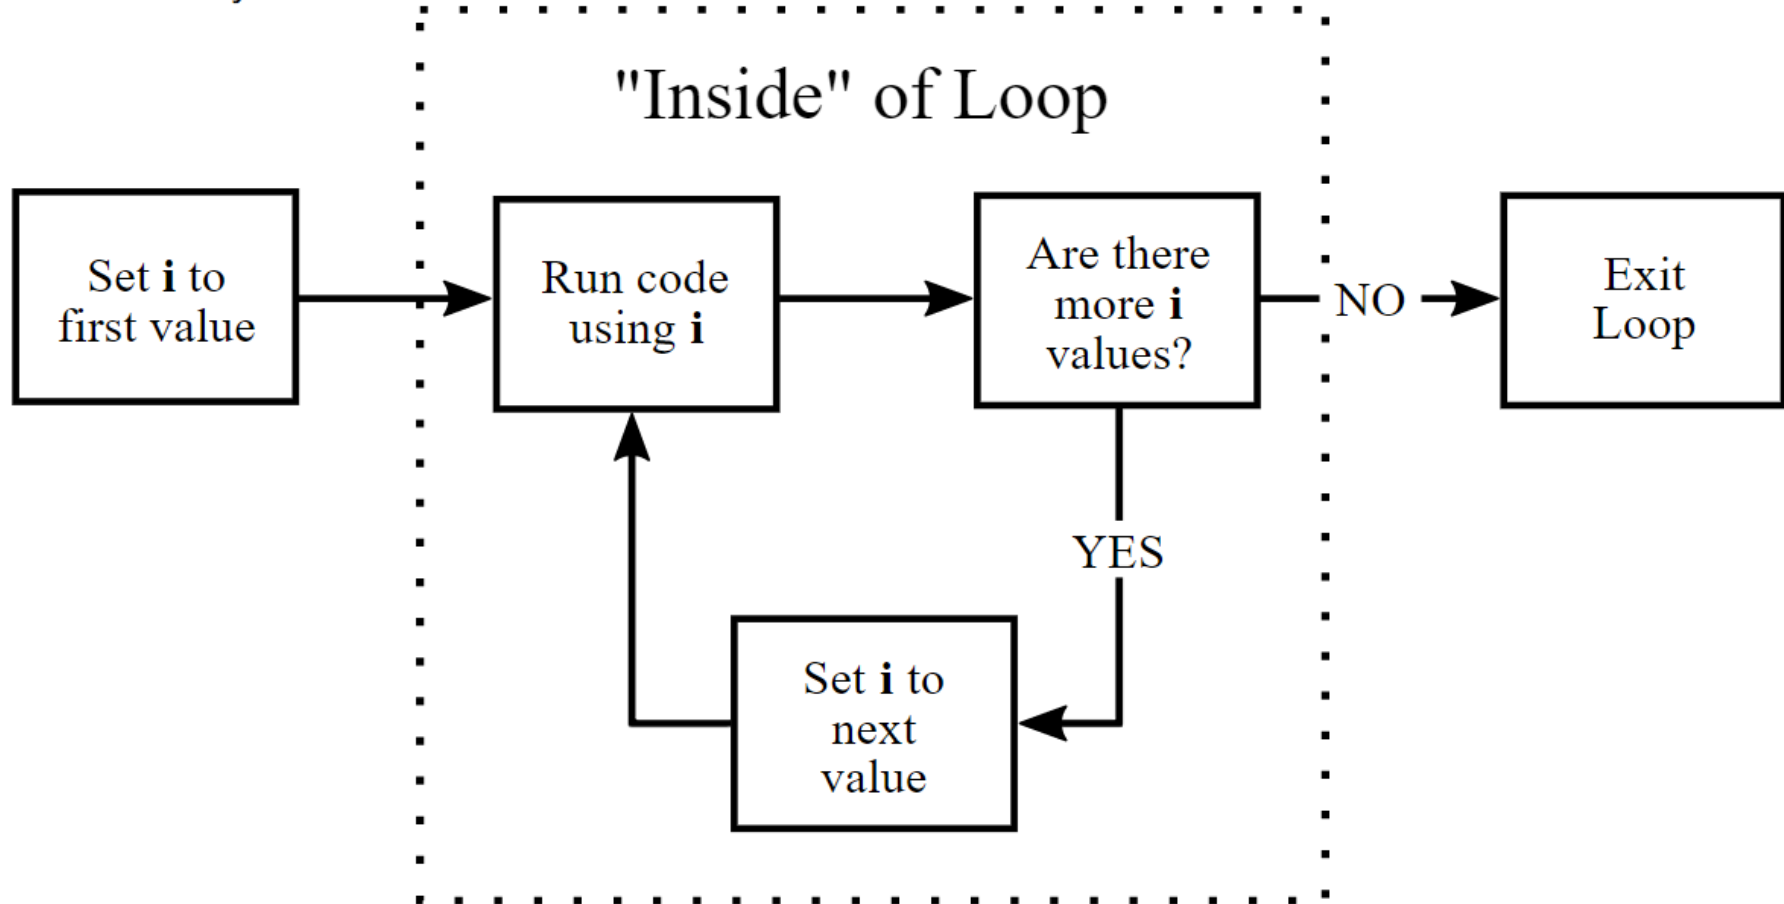 "Inside" of Loop
Set i to
first value
Run code
using i
Are there
more i
values?
NO
Exit
Loop
YES
Set i to
next
value